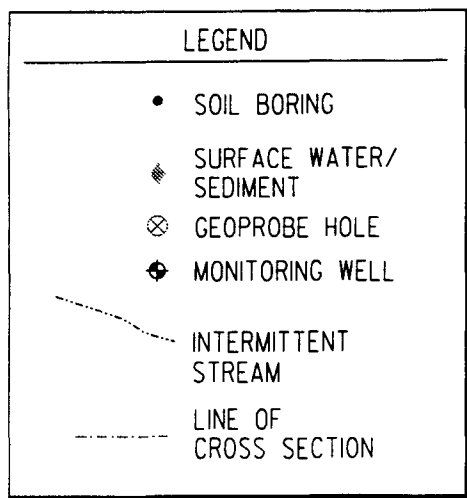 LEGEND
SOIL BORING
SURFACE WATER/
SEDIMENT
GEOPROBE HOLE
MONITORING WELL
INTERMITTENT
STREAM
LINE OF
CROSS SECTION